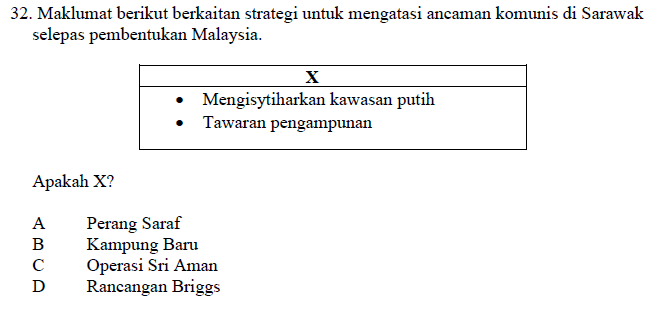 32. Maklumat berikut berkaitan strategi untuk mengatasi ancaman komunis di Sarawak
selepas pembentukan Malaysia.
X
• Mengisytiharkan kawasan putih
• Tawaran pengampunan
Apakah X?
A Perang Saraf
B Kampung Baru
C Operasi Sri Aman
D Rancangan Briggs